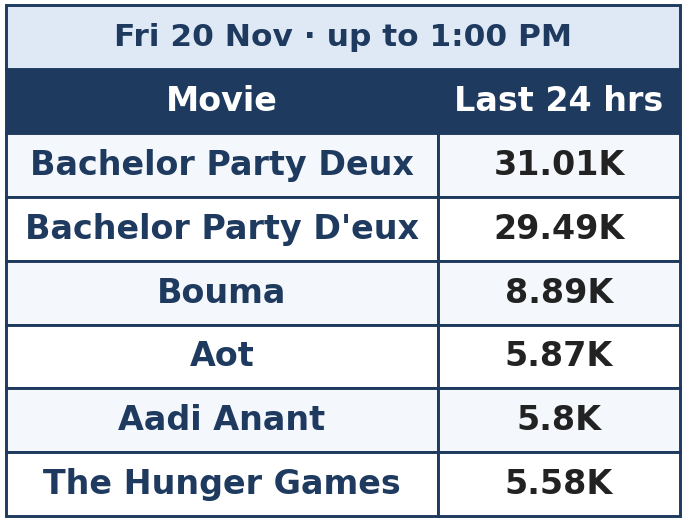 Fri 20 Nov · up to 1:00 PM
Movie Last 24 hrs
Bachelor Party Deux 31.01K
Bachelor Party D'eux 29.49K
Bouma 8.89K
Aot 5.87K
Aadi Anant 5.8K
The Hunger Games 5.58K